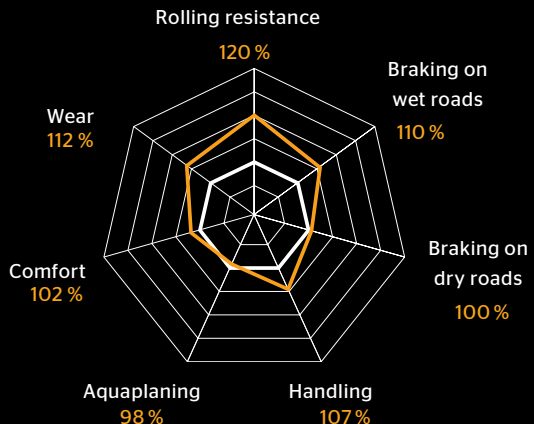 Rolling resistance
120 %
Braking on
wet roads
110 %
Wear
112 %
Braking on
dry roads
100 %
Comfort
102 %
Aquaplaning
98 %
Handling
107 %